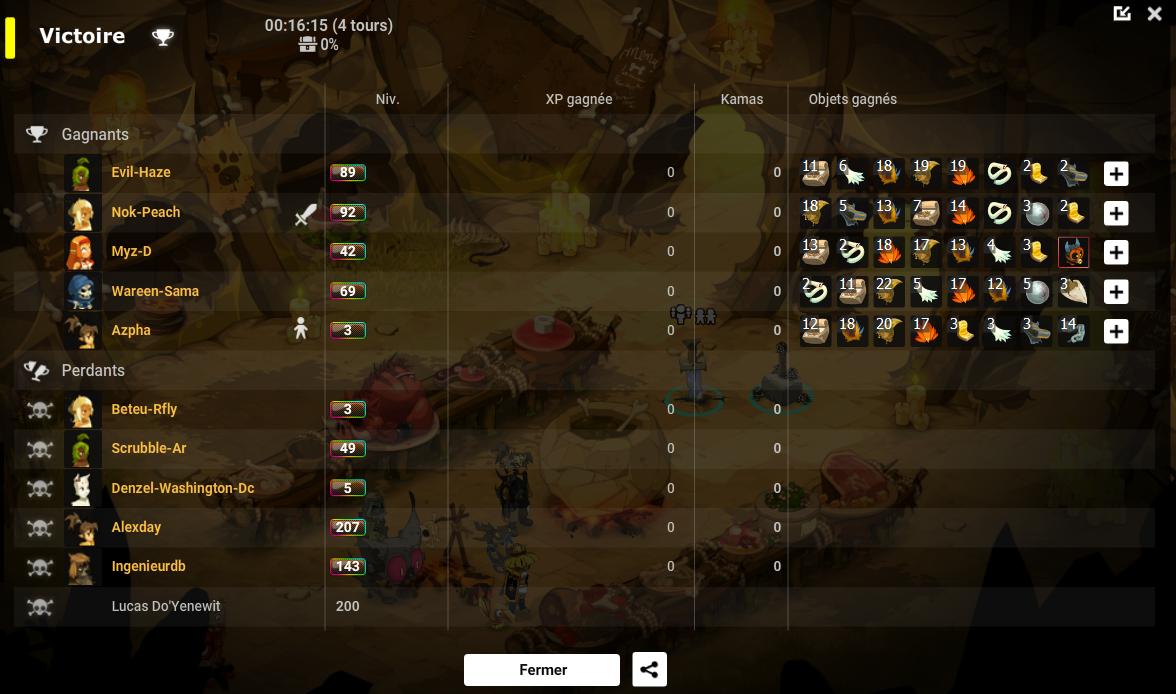 Victoire
00:16:15 (4 tours)
0%
Niv. XP gagnée Kamas Objets gagnés
Gagnants
Evil-Haze 89 0 0 11 6 18 19 19 2 2
Nok-Peach 92 0 0 18 5 13 7 14 3 2
Myz-D 42 0 0 13 2 18 17 13 4 3
Wareen-Sama 69 0 0 2 11 22 5 17 12 5 3
Azpha 3 0 0 12 18 20 17 3 3 3 14
Perdants
Beteu-Rfly 3 0 0
Scrubble-Ar 49 0 0
Denzel-Washington-Dc 5 0 0
Alexday 207 0 0
Ingenieurdb 143 0 0
Lucas Do'Yenewit 200
Fermer